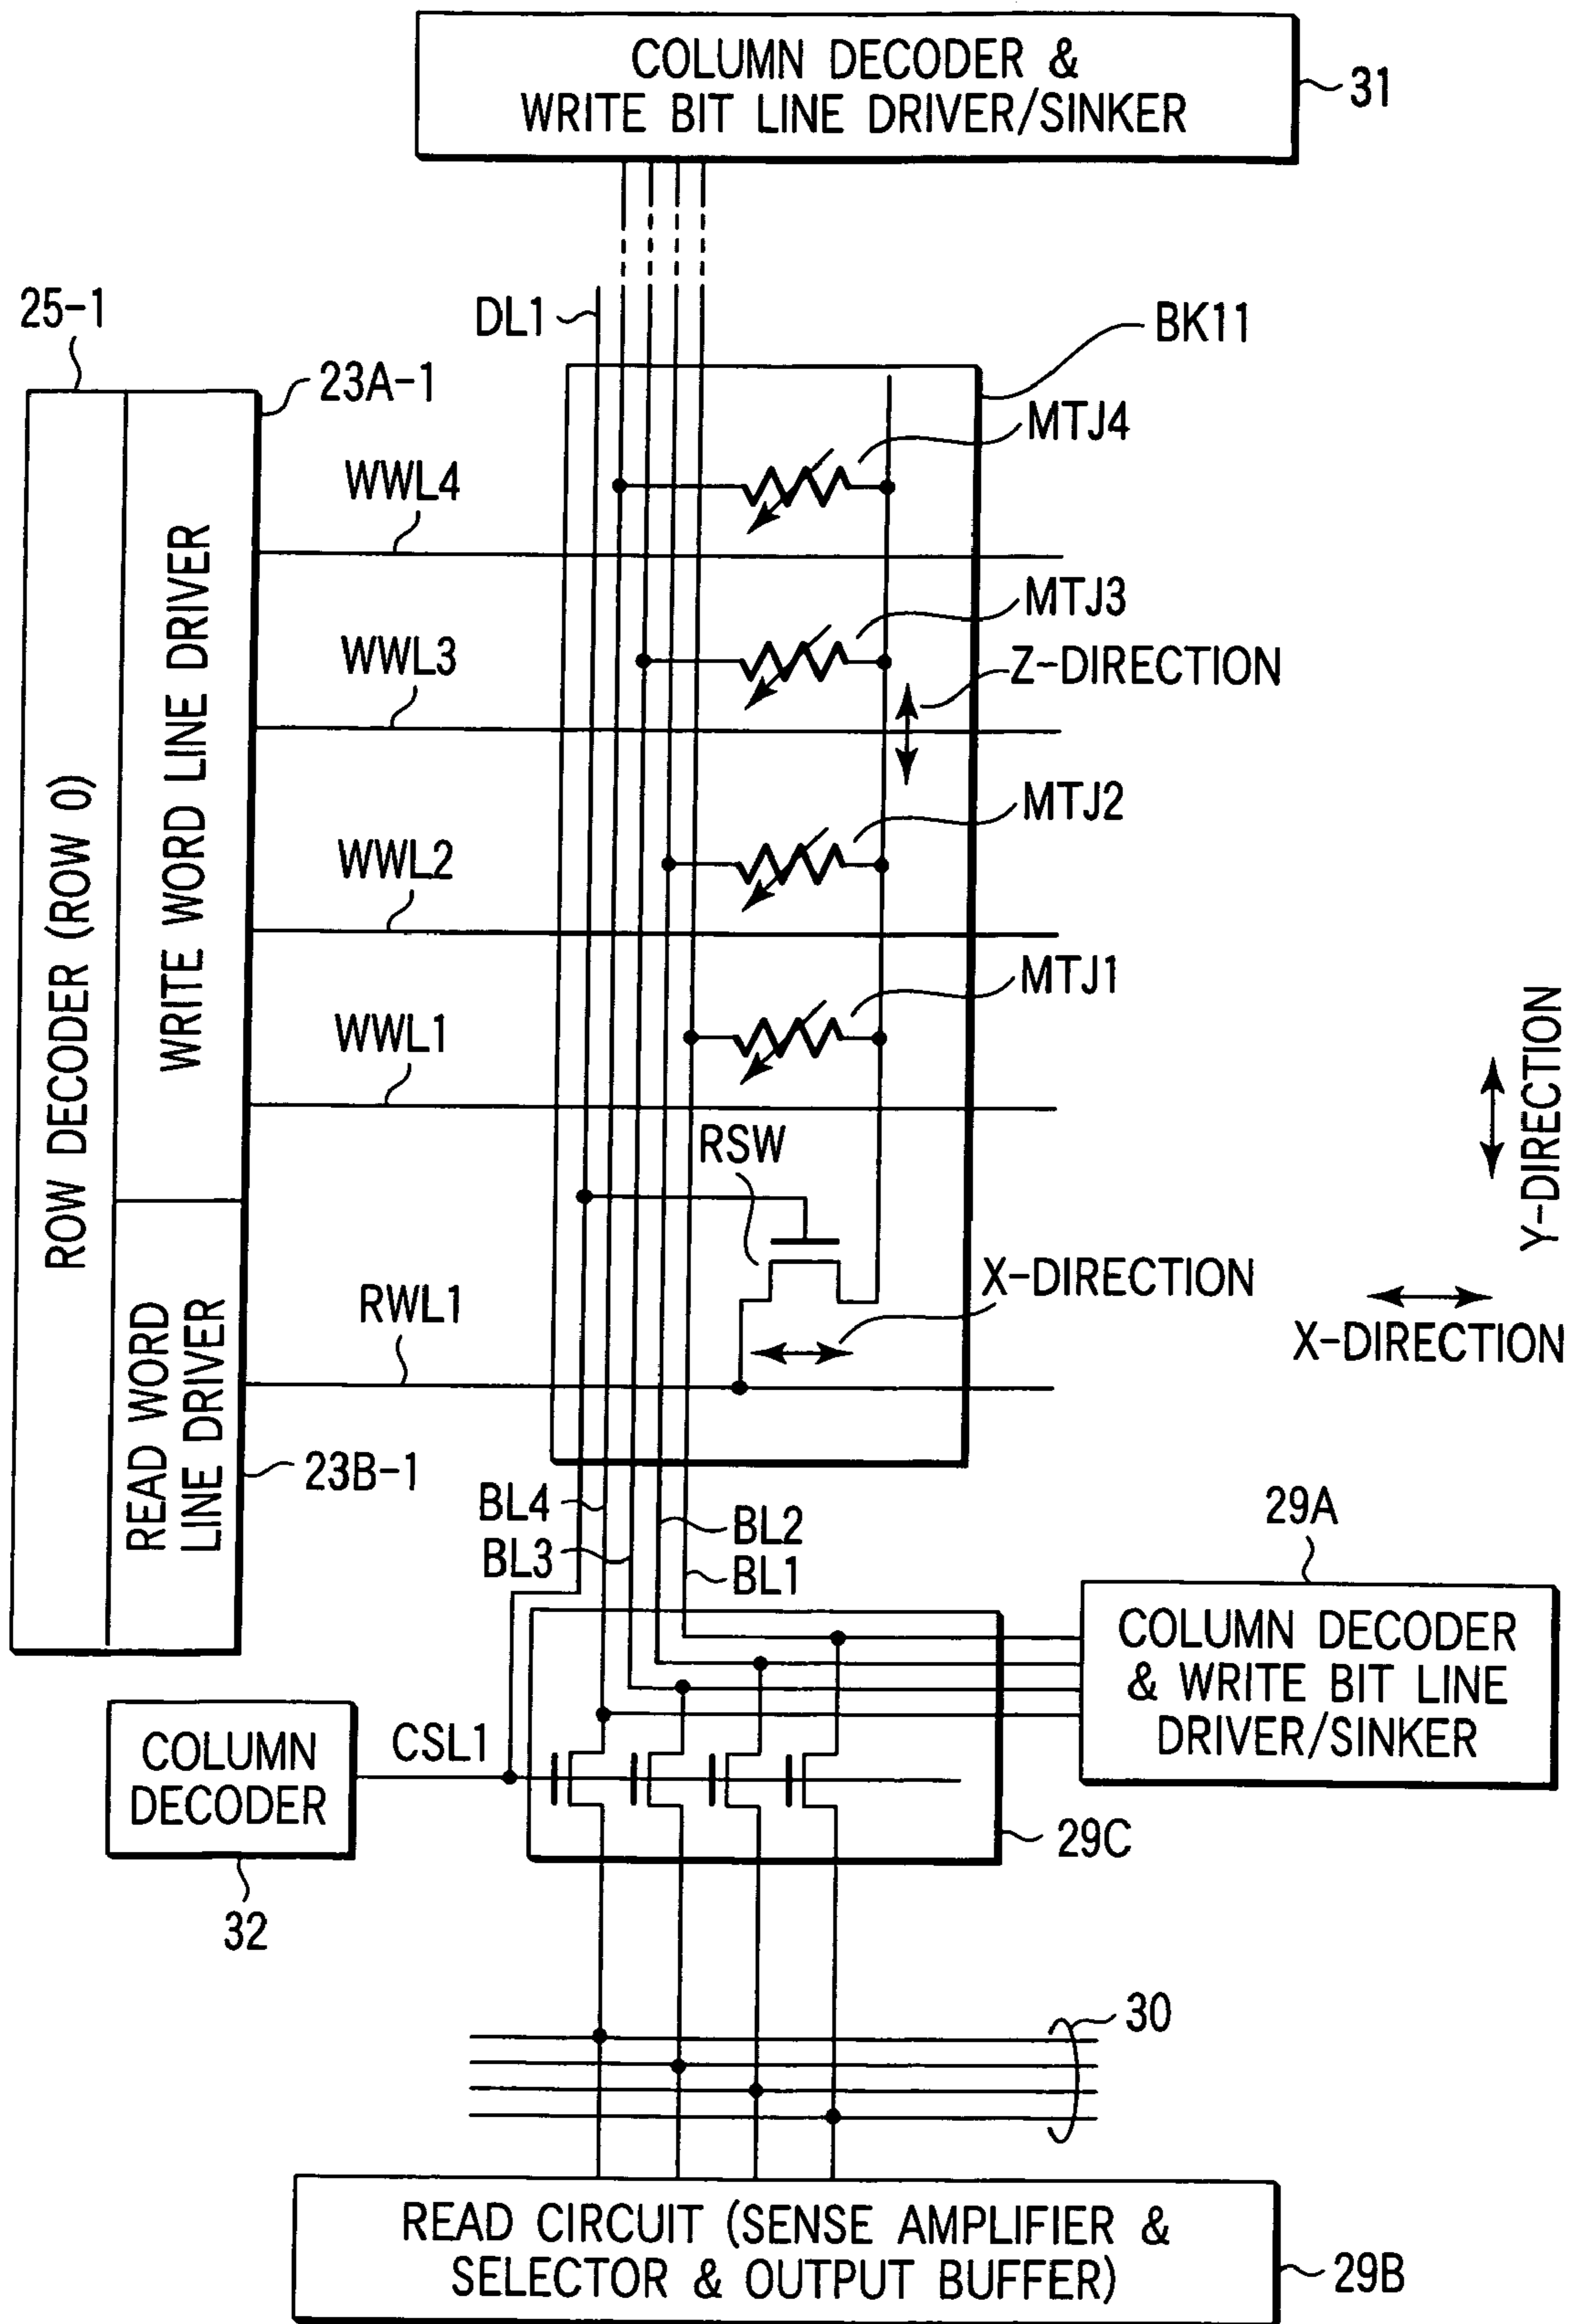 COLUMN DECODER &
WRITE BIT LINE DRIVER/SINKER
31
25-1
DL1
BK11
23A-1
MTJ4
WWL4
MTJ3
WWL3
Z-DIRECTION
MTJ2
WWL2
MTJ1
WWL1
ROW DECODER (ROW 0)
WRITE WORD LINE DRIVER
RSW
Y-DIRECTION
X-DIRECTION
RWL1
X-DIRECTION
READ WORD
LINE DRIVER
23B-1
BL4
BL2
BL3
BL1
29A
COLUMN DECODER
& WRITE BIT LINE
DRIVER/SINKER
COLUMN
DECODER
CSL1
29C
32
30
READ CIRCUIT (SENSE AMPLIFIER &
SELECTOR & OUTPUT BUFFER)
29B